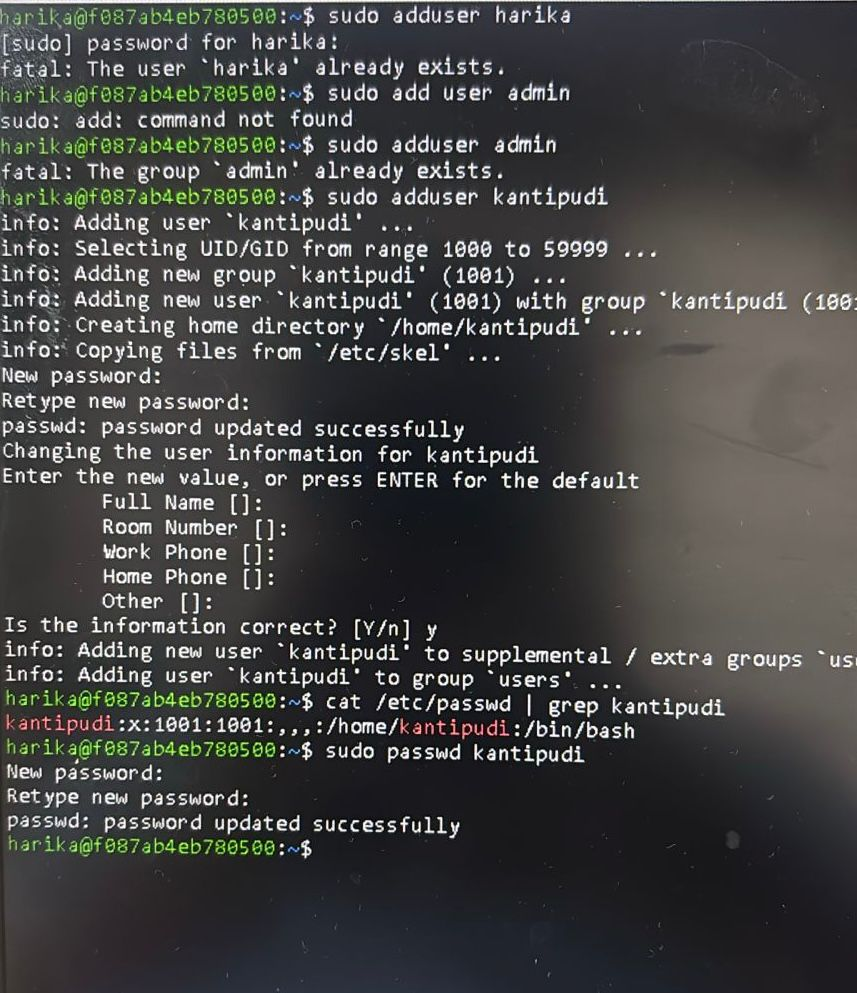 harika@f087ab4eb780500:~$ sudo adduser harika
[sudo] password for harika:
fatal: The user `harika' already exists.
harika@f087ab4eb780500:~$ sudo add user admin
sudo: add: command not found
harika@f087ab4eb780500:~$ sudo adduser admin
fatal: The group `admin' already exists.
harika@f087ab4eb780500:~$ sudo adduser kantipudi
info: Adding user `kantipudi' ...
info: Selecting UID/GID from range 1000 to 59999 ...
info: Adding new group `kantipudi' (1001) ...
info: Adding new user `kantipudi' (1001) with group `kantipudi (100
info: Creating home directory `/home/kantipudi' ...
info: Copying files from `/etc/skel' ...
New password:
Retype new password:
passwd: password updated successfully
Changing the user information for kantipudi
Enter the new value, or press ENTER for the default
Full Name []:
Room Number []:
Work Phone []:
Home Phone []:
Other []:
Is the information correct? [Y/n] y
info: Adding new user `kantipudi' to supplemental / extra groups `us
info: Adding user `kantipudi' to group `users' ...
harika@f087ab4eb780500:~$ cat /etc/passwd | grep kantipudi
kantipudi:x:1001:1001:,,,:/home/kantipudi:/bin/bash
harika@f087ab4eb780500:~$ sudo passwd kantipudi
New password:
Retype new password:
passwd: password updated successfully
harika@f087ab4eb780500:~$